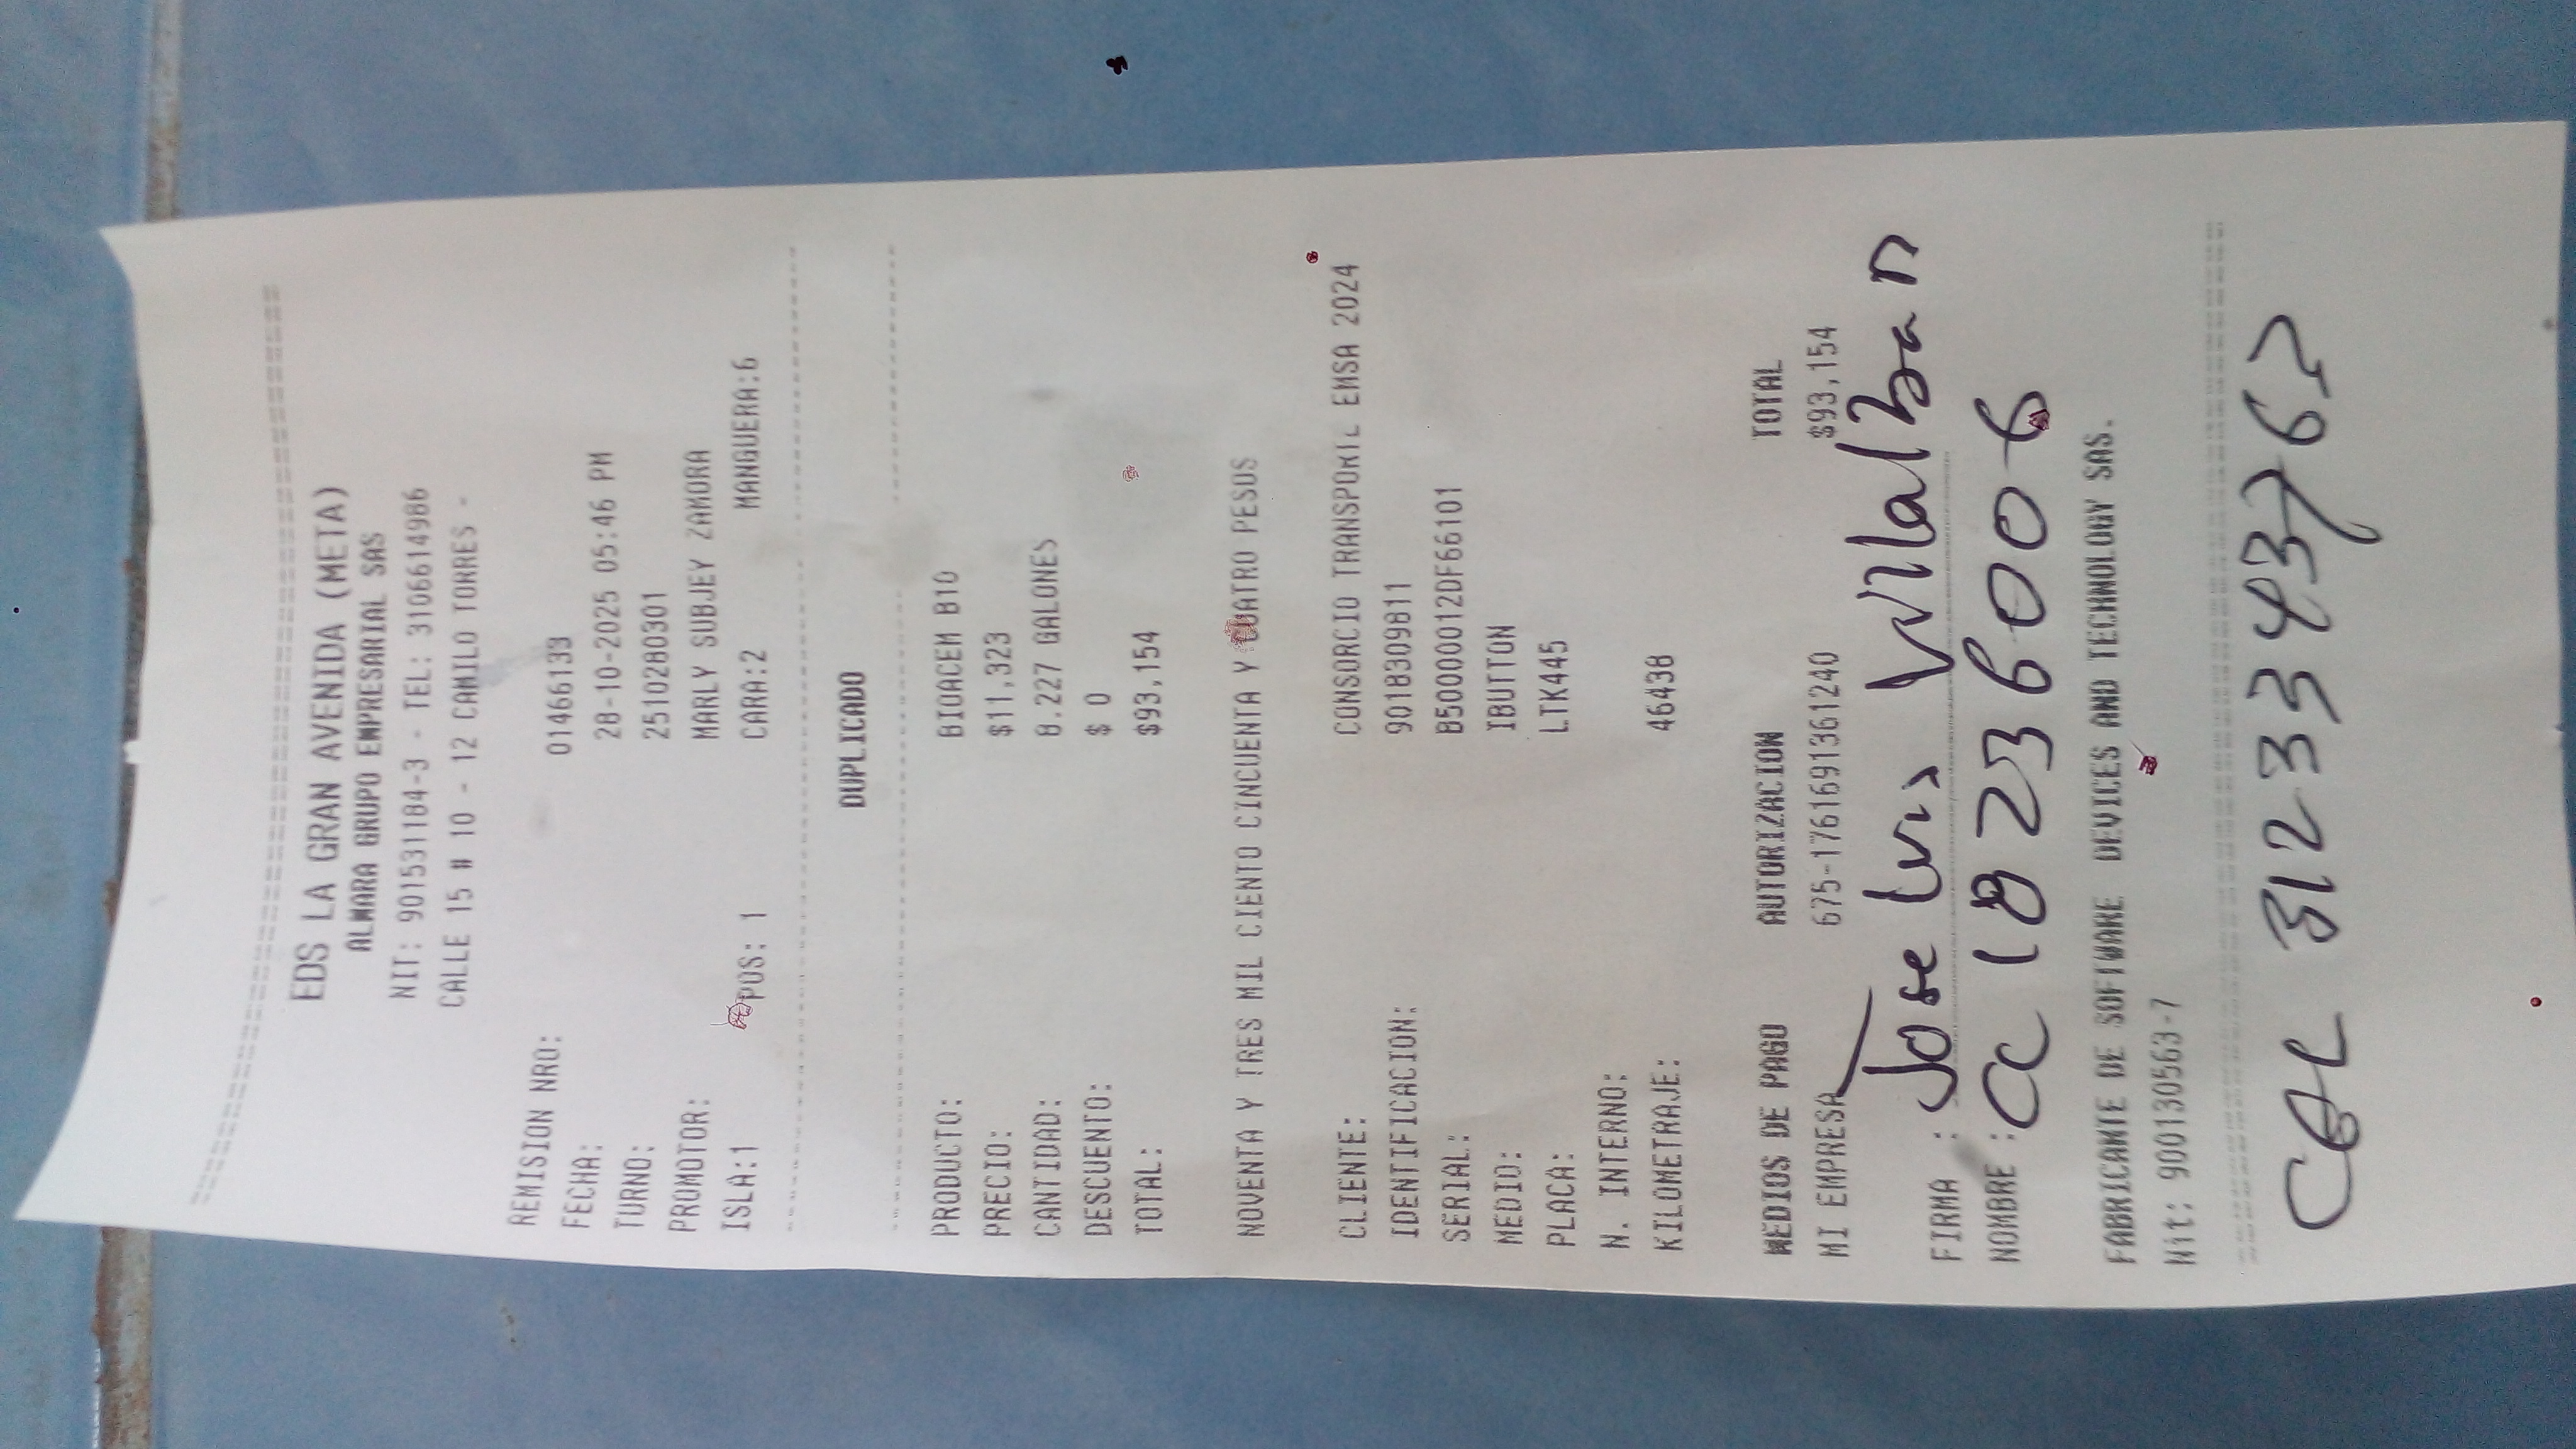 EDS LA GRAN AVENIDA (META)
ALMARA GRUPO EMPRESARIAL SAS
NIT: 901531184-3 - TEL: 3106614986
CALLE 15 # 10 - 12 CAMILO TORRES -
REMISION NRO: 01466133
FECHA: 28-10-2025 05:46 PM
TURNO: 2510280301
PROMOTOR: MARLY SUBJEY ZAMORA
ISLA:1 POS: 1 CARA:2 MANGUERA:6
DUPLICADO
PRODUCTO: BIOACEM B10
PRECIO: $11,323
CANTIDAD: 8.227 GALONES
DESCUENTO: $ 0
TOTAL: $93,154
NOVENTA Y TRES MIL CIENTO CINCUENTA Y CUATRO PESOS
CLIENTE: CONSORCIO TRANSPORTE EMSA 2024
IDENTIFICACION: 9018309811
SERIAL: B50000012DF66101
MEDIO: IBUTTON
PLACA: LTK445
N. INTERNO:
KILOMETRAJE: 46438
MEDIOS DE PAGO AUTORIZACION TOTAL
MI EMPRESA 675-1761691361240 $93,154
FIRMA : Jose Luis Villalban
NOMBRE : CC 18236006
FABRICANTE DE SOFTWARE DEVICES AND TECHNOLOGY SAS.
Nit: 900130563-7
CEL 3123343762